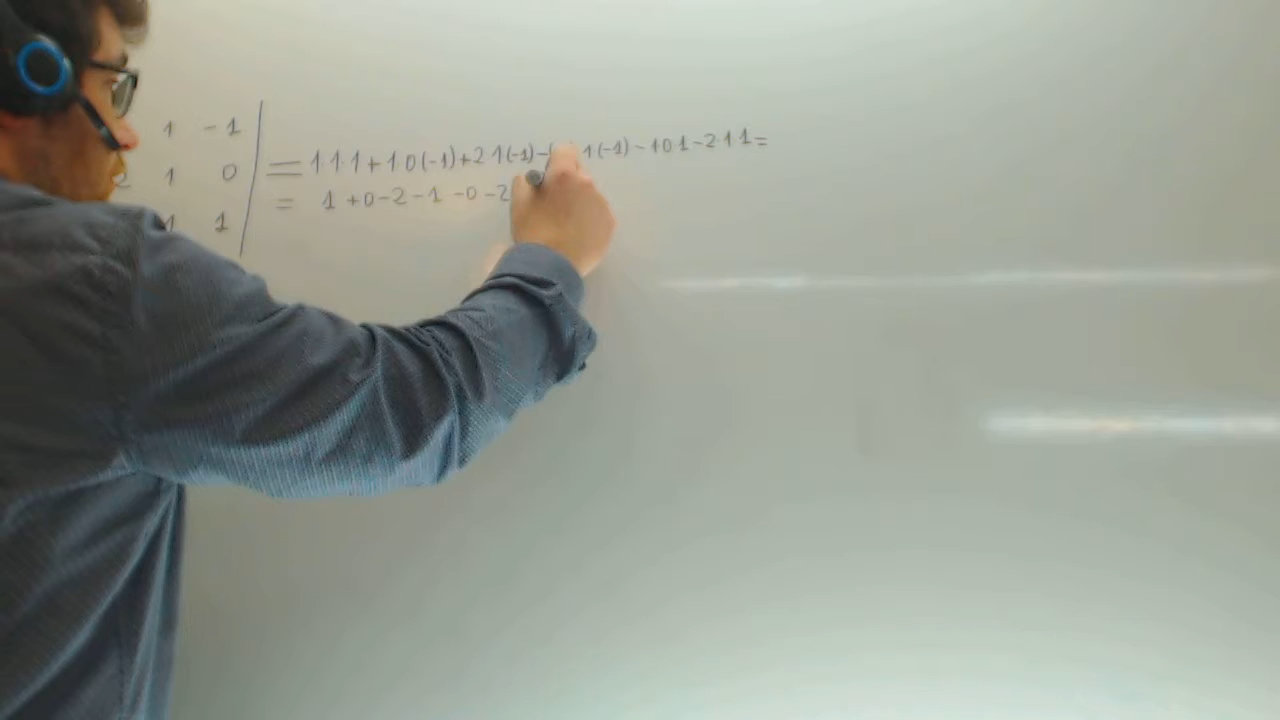 1 -1
2 1 0
1 1
= 1·1·1+1·0(-1)+2·1(-1)-( 1(-1)-1·0·1-2·1·1=
= 1 +0-2-1-0-2